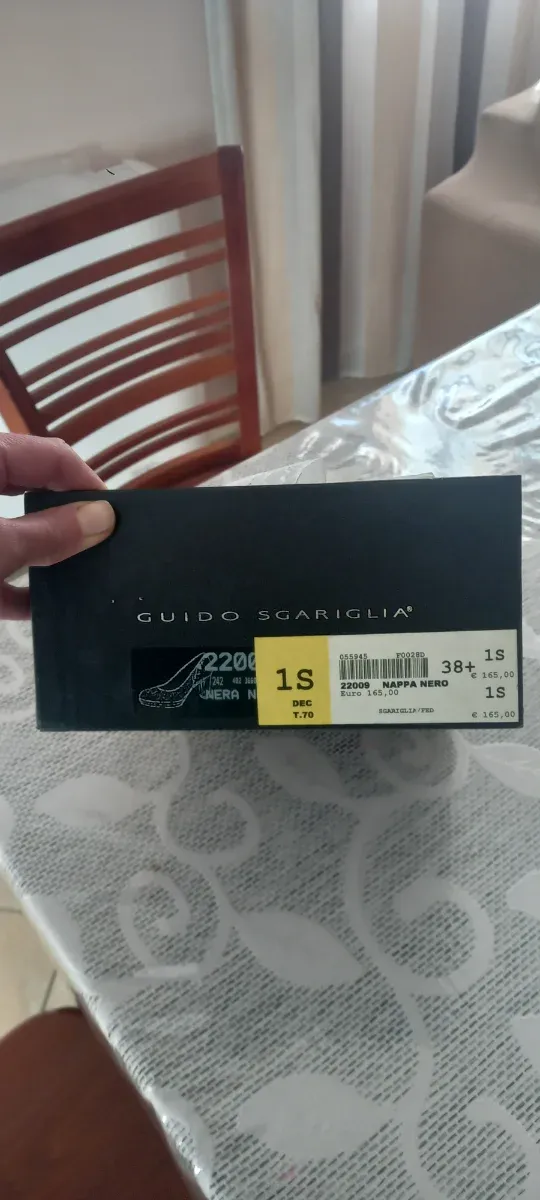 GUIDO SGARIGLIA®
2200
242
NERA N
1S
DEC
T.70
055945 F0028D
38+
1S
€ 165,00
22009 NAPPA NERO
Euro 165,00
1S
SGARIGLIA/FED
€ 165,00